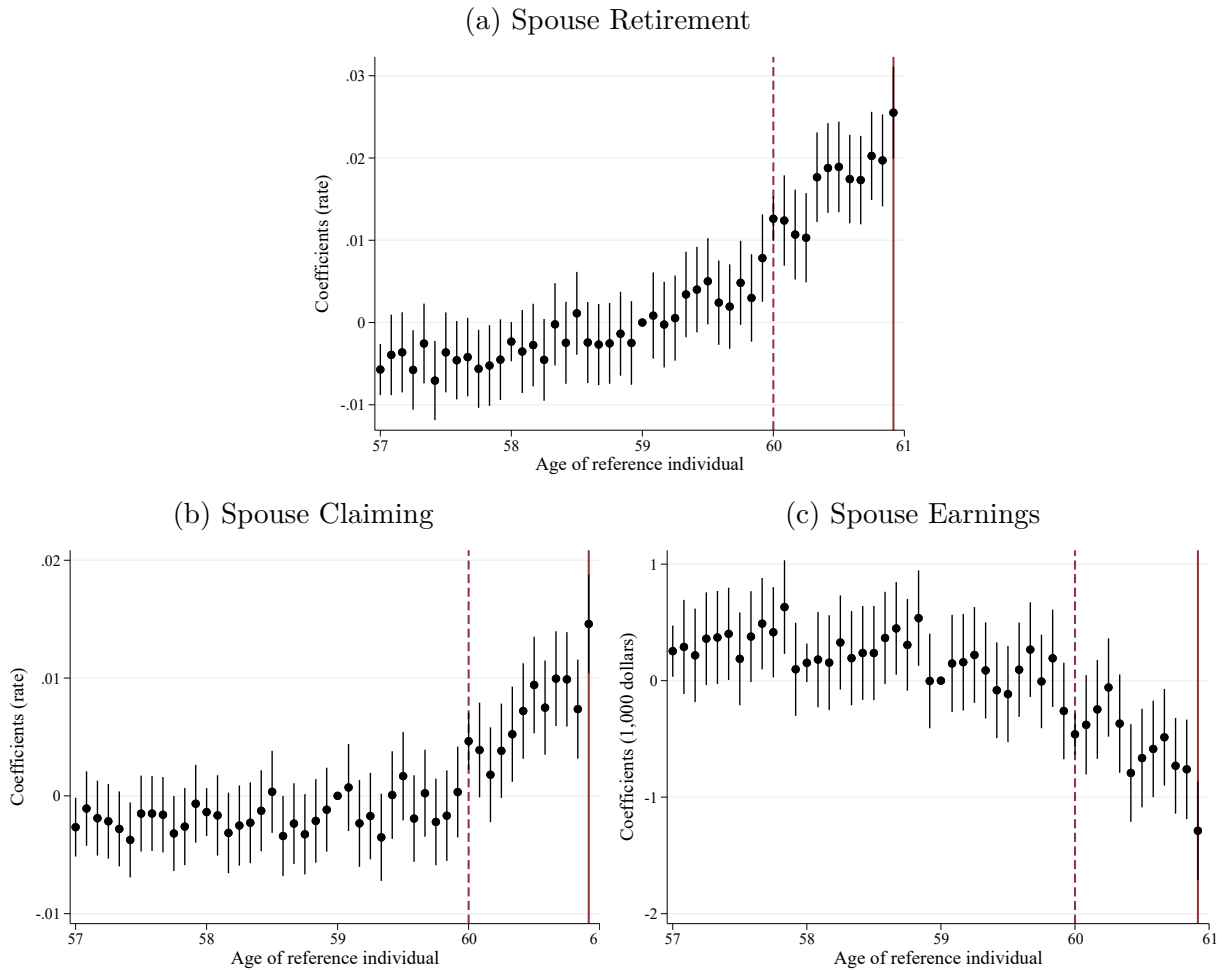 (a) Spouse Retirement
.03
.02
.01
0
-.01
Coefficients (rate)
57 58 59 60 61
Age of reference individual
(b) Spouse Claiming
.02
.01
0
-.01
Coefficients (rate)
57 58 59 60 6
Age of reference individual
(c) Spouse Earnings
1
0
-1
-2
Coefficients (1,000 dollars)
57 58 59 60 61
Age of reference individual